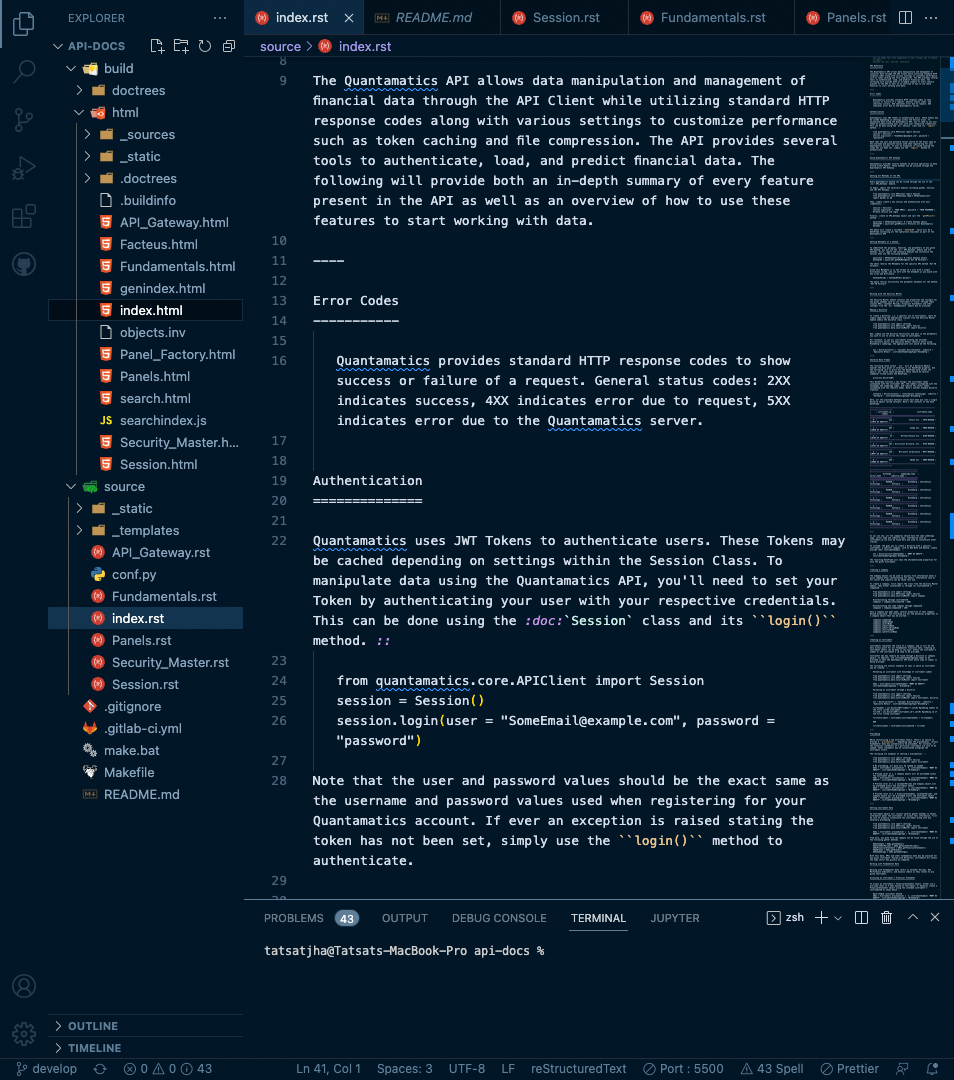 EXPLORER
API-DOCS
build
doctrees
html
_sources
_static
.doctrees
.buildinfo
API_Gateway.html
Facteus.html
Fundamentals.html
genindex.html
index.html
objects.inv
Panel_Factory.html
Panels.html
search.html
JS searchindex.js
Security_Master.h...
Session.html
source
_static
_templates
API_Gateway.rst
conf.py
Fundamentals.rst
index.rst
Panels.rst
Security_Master.rst
Session.rst
.gitignore
.gitlab-ci.yml
make.bat
Makefile
README.md
OUTLINE
TIMELINE
index.rst
README.md
Session.rst
Fundamentals.rst
Panels.rst
source > index.rst
8
9 The Quantamatics API allows data manipulation and management of
financial data through the API Client while utilizing standard HTTP
response codes along with various settings to customize performance
such as token caching and file compression. The API provides several
tools to authenticate, load, and predict financial data. The
following will provide both an in-depth summary of every feature
present in the API as well as an overview of how to use these
features to start working with data.
10
11 ----
12
13 Error Codes
14 -----------
15
16 Quantamatics provides standard HTTP response codes to show
success or failure of a request. General status codes: 2XX
indicates success, 4XX indicates error due to request, 5XX
indicates error due to the Quantamatics server.
17
18
19 Authentication
20 ==============
21
22 Quantamatics uses JWT Tokens to authenticate users. These Tokens may
be cached depending on settings within the Session Class. To
manipulate data using the Quantamatics API, you'll need to set your
Token by authenticating your user with your respective credentials.
This can be done using the :doc:`Session` class and its ``login()``
method. ::
23
24 from quantamatics.core.APIClient import Session
25 session = Session()
26 session.login(user = "SomeEmail@example.com", password =
"password")
27
28 Note that the user and password values should be the exact same as
the username and password values used when registering for your
Quantamatics account. If ever an exception is raised stating the
token has not been set, simply use the ``login()`` method to
authenticate.
29
PROBLEMS 43 OUTPUT DEBUG CONSOLE TERMINAL JUPYTER zsh
tatsatjha@Tatsats-MacBook-Pro api-docs %
develop 0 0 43 Ln 41, Col 1 Spaces: 3 UTF-8 LF reStructuredText Port : 5500 43 Spell Prettier